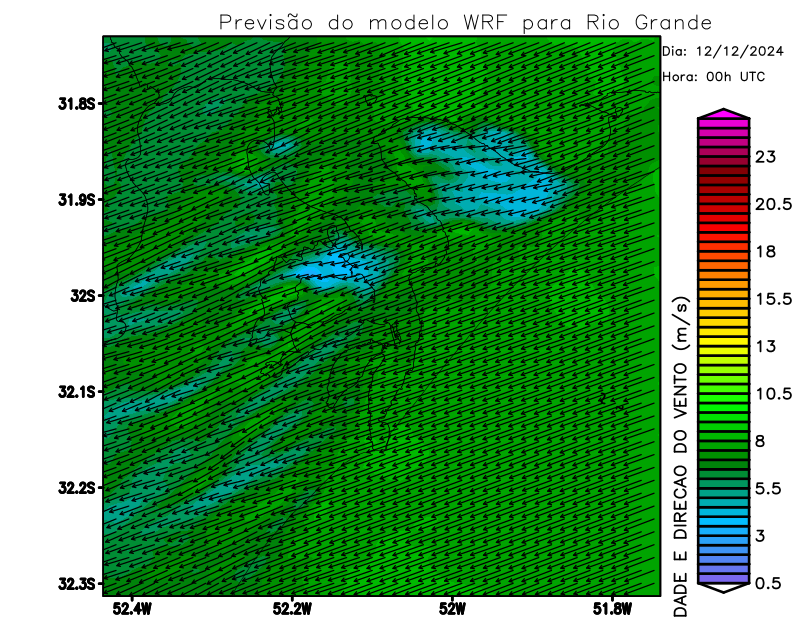 Previsão do modelo WRF para Rio Grande
Dia: 12/12/2024
Hora: 00h UTC
31.8S
31.9S
32S
32.1S
32.2S
32.3S
52.4W
52.2W
52W
51.8W
23
20.5
18
15.5
13
10.5
8
5.5
3
0.5
DADE E DIRECAO DO VENTO (m/s)